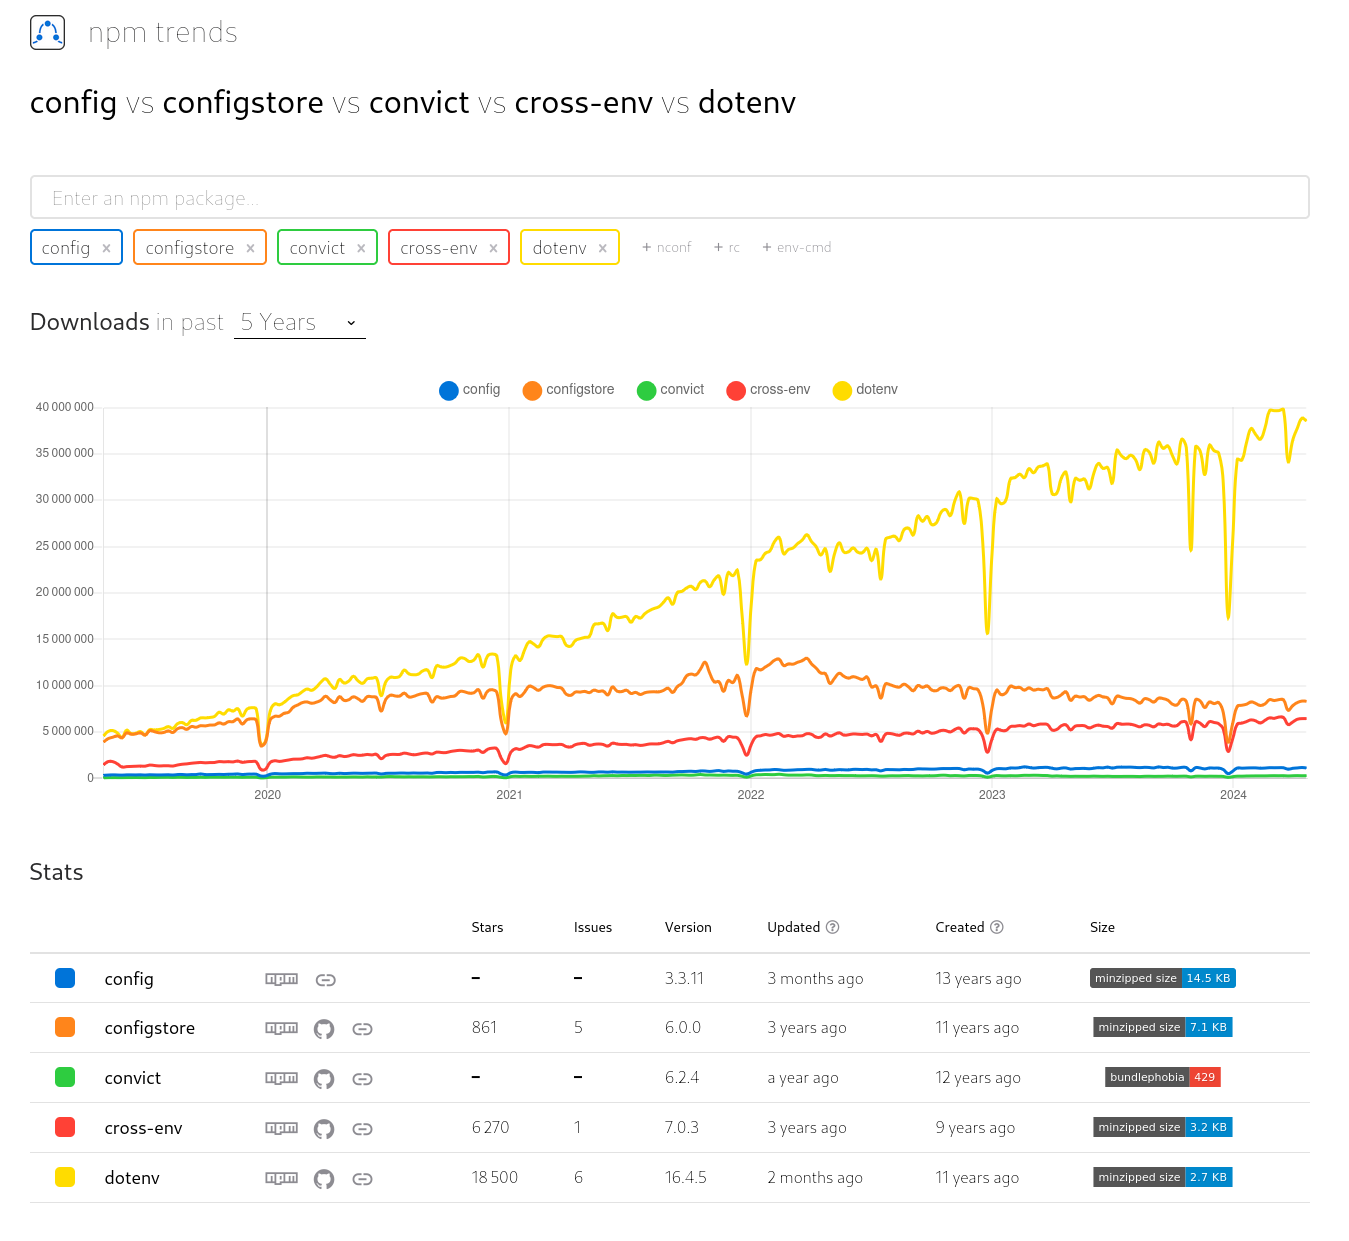 npm trends
config vs configstore vs convict vs cross-env vs dotenv
Enter an npm package...
config × configstore × convict × cross-env × dotenv × + nconf + rc + env-cmd
Downloads in past 5 Years
config configstore convict cross-env dotenv
40 000 000
35 000 000
30 000 000
25 000 000
20 000 000
15 000 000
10 000 000
5 000 000
0
2020 2021 2022 2023 2024
Stats
Stars Issues Version Updated ? Created ? Size
config npm – – 3.3.11 3 months ago 13 years ago minzipped size 14.5 KB
configstore npm 861 5 6.0.0 3 years ago 11 years ago minzipped size 7.1 KB
convict npm – – 6.2.4 a year ago 12 years ago bundlephobia 429
cross-env npm 6 270 1 7.0.3 3 years ago 9 years ago minzipped size 3.2 KB
dotenv npm 18 500 6 16.4.5 2 months ago 11 years ago minzipped size 2.7 KB